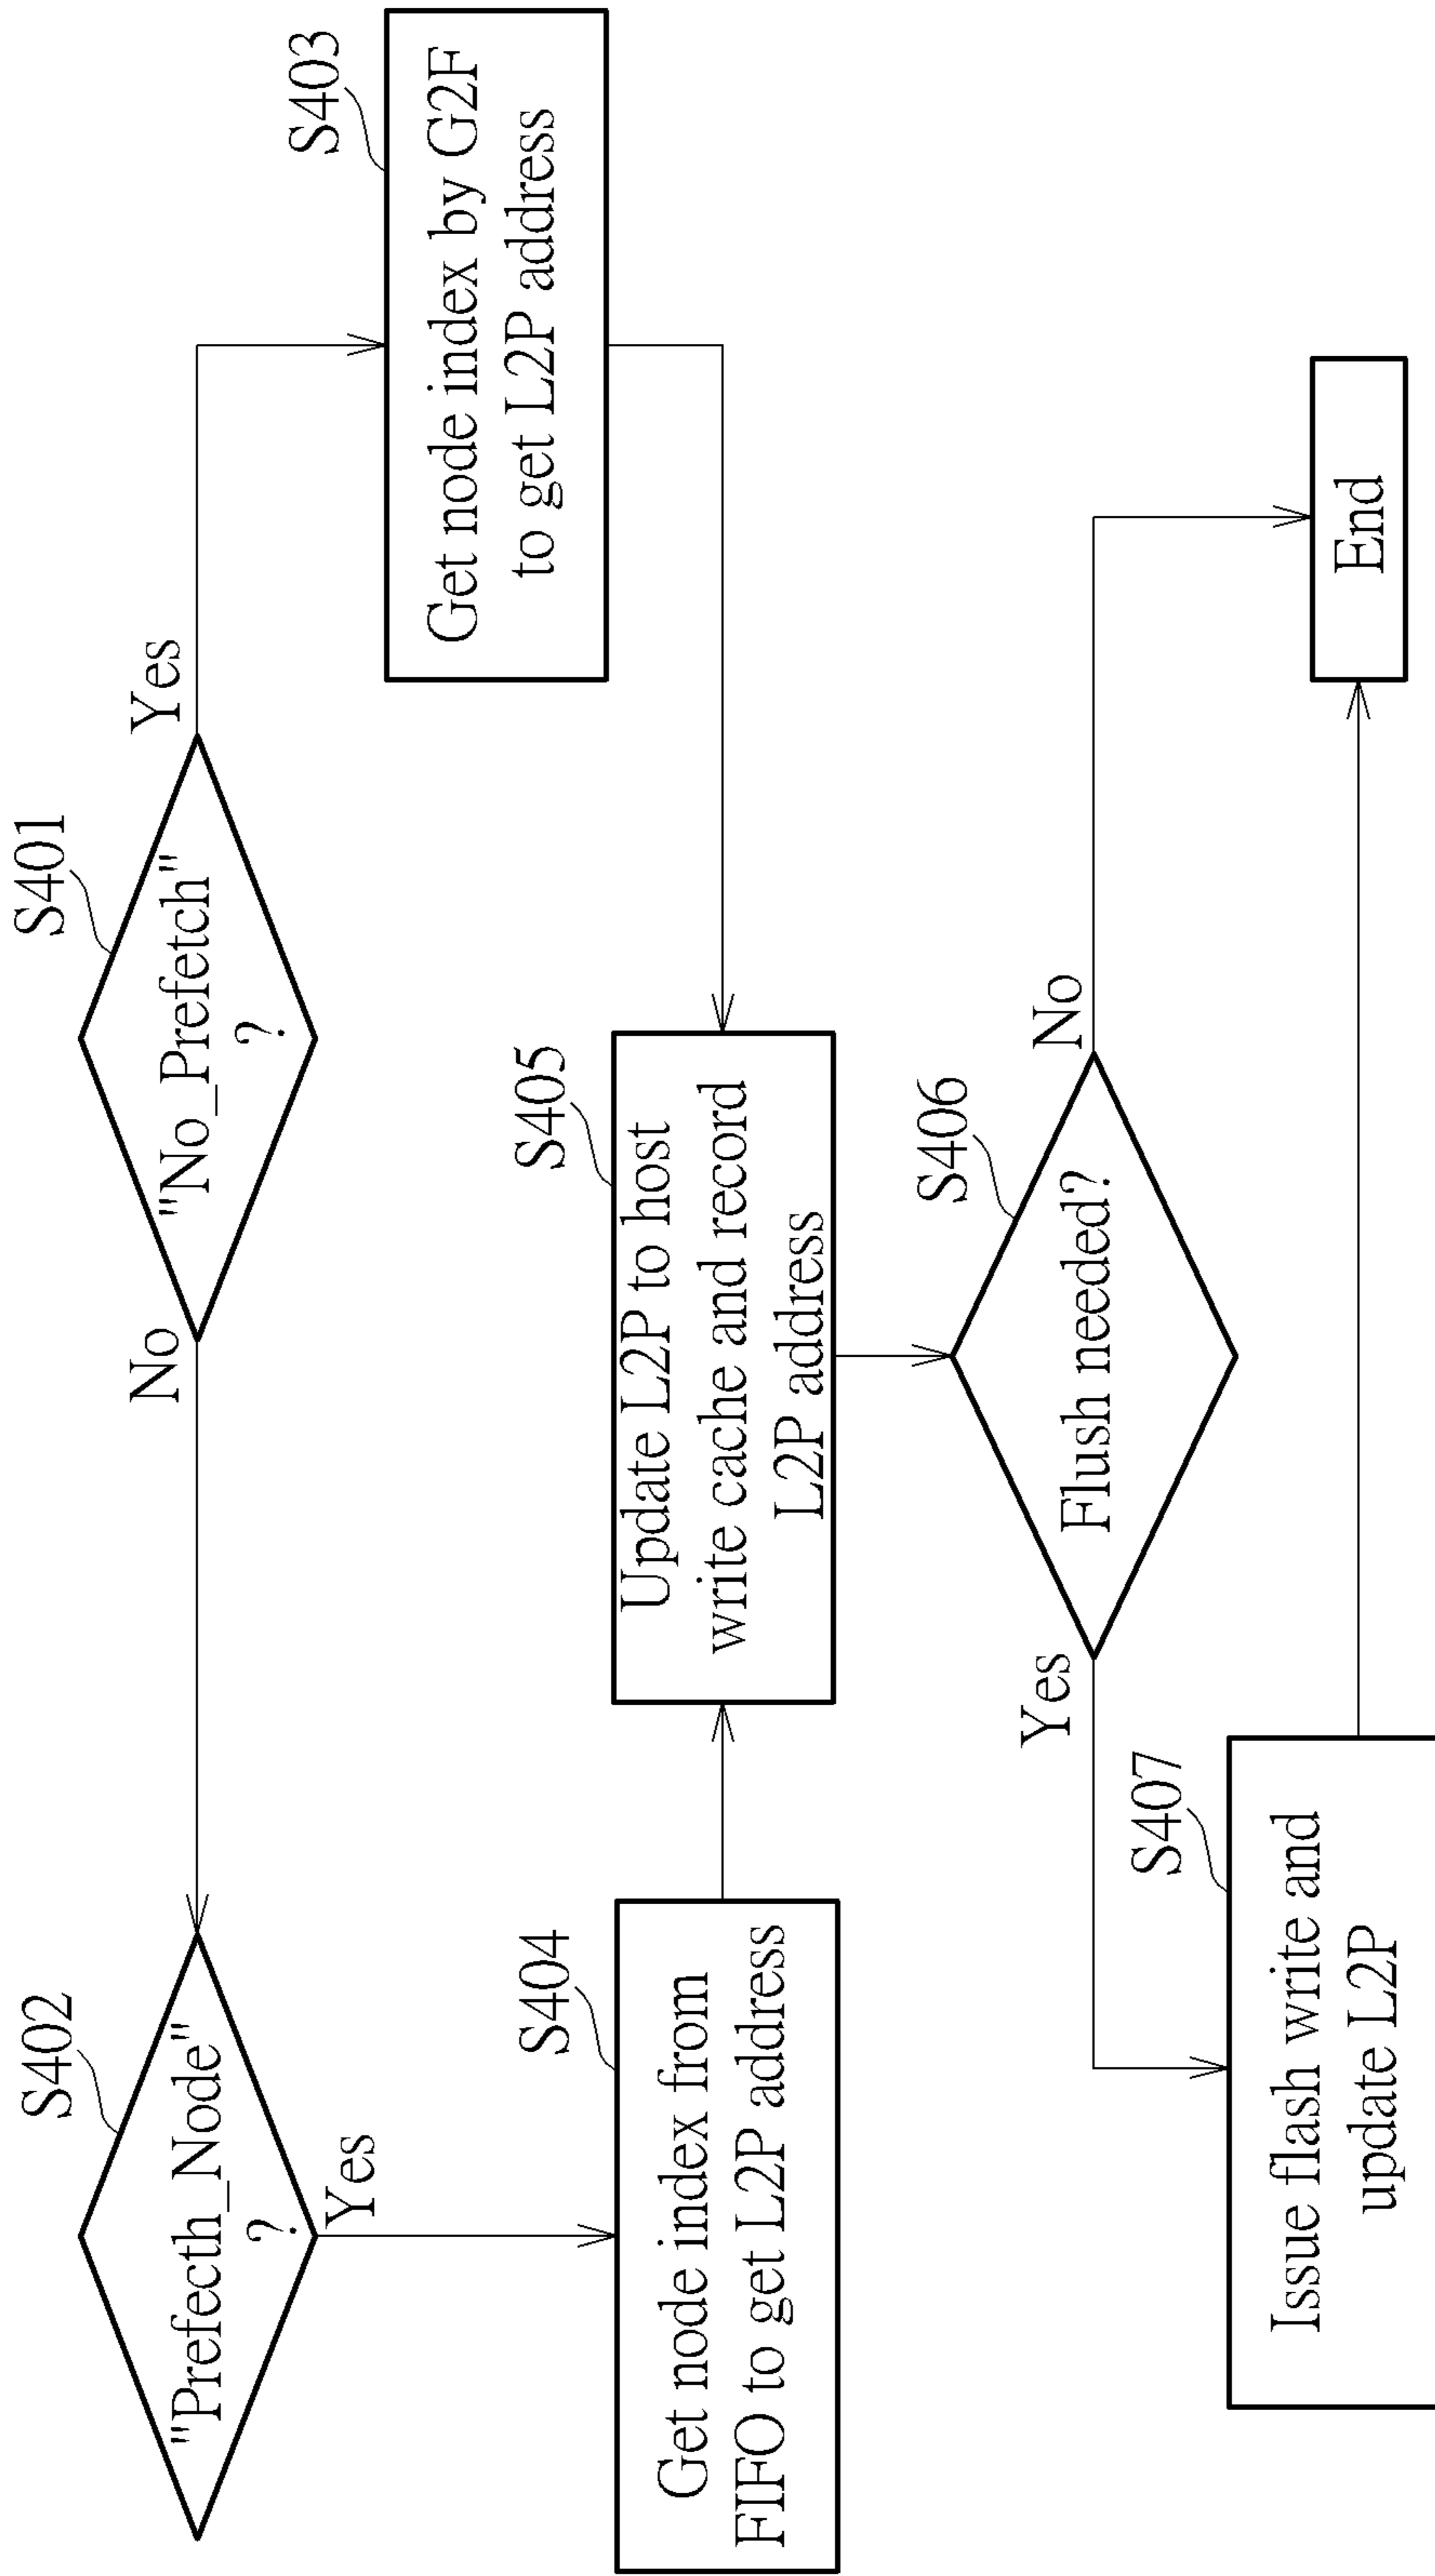 S401
"No_Prefetch"
?
Yes
No
S402
"Prefecth_Node"
?
Yes
S403
Get node index by G2F
to get L2P address
S404
Get node index from
FIFO to get L2P address
S405
Update L2P to host
write cache and record
L2P address
S406
Flush needed?
Yes
No
S407
Issue flash write and
update L2P
End